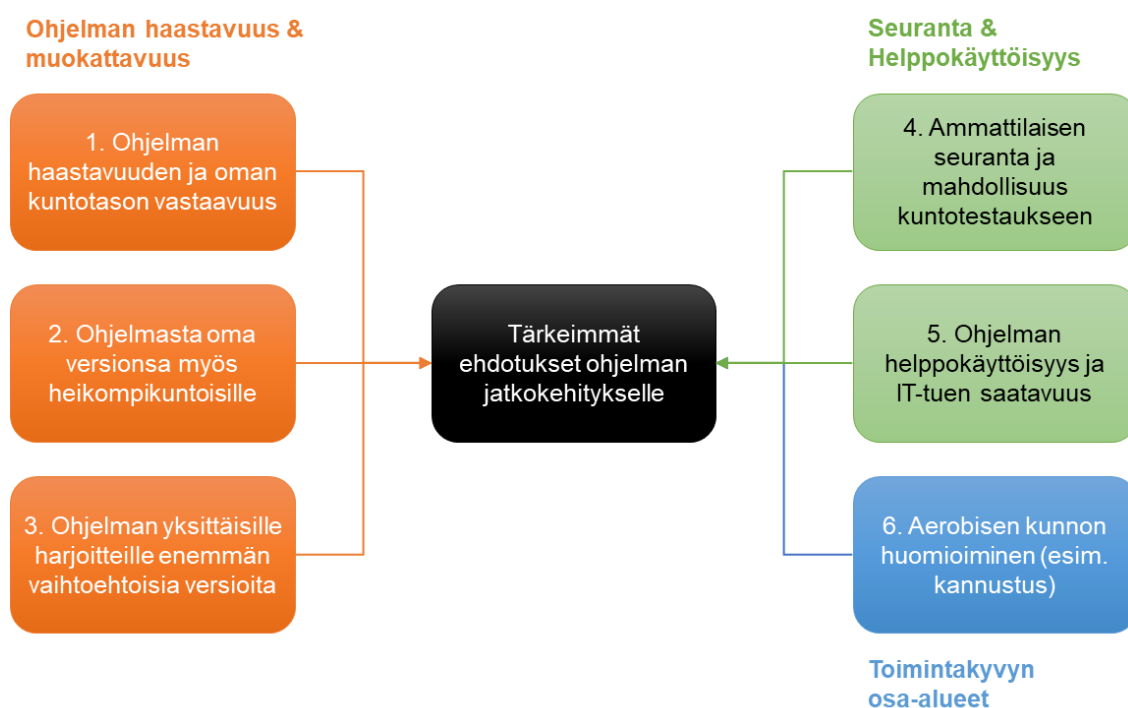 Ohjelman haastavuus &
muokattavuus
1. Ohjelman
haastavuuden ja oman
kuntotason vastaavuus
2. Ohjelmasta oma
versionsa myös
heikompikuntoisille
3. Ohjelman yksittäisille
harjoitteille enemmän
vaihtoehtoisia versioita
Tärkeimmät
ehdotukset ohjelman
jatkokehitykselle
Seuranta &
Helppokäyttöisyys
4. Ammattilaisen
seuranta ja
mahdollisuus
kuntotestaukseen
5. Ohjelman
helppokäyttöisyys ja
IT-tuen saatavuus
6. Aerobisen kunnon
huomioiminen (esim.
kannustus)
Toimintakyvyn
osa-alueet